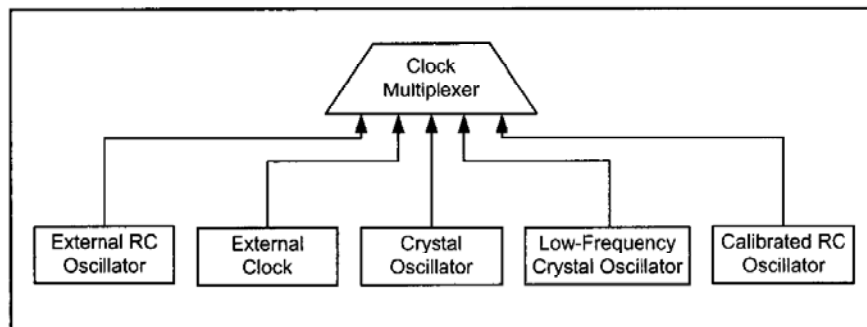 Clock
Multiplexer
External RC
Oscillator
External
Clock
Crystal
Oscillator
Low-Frequency
Crystal Oscillator
Calibrated RC
Oscillator